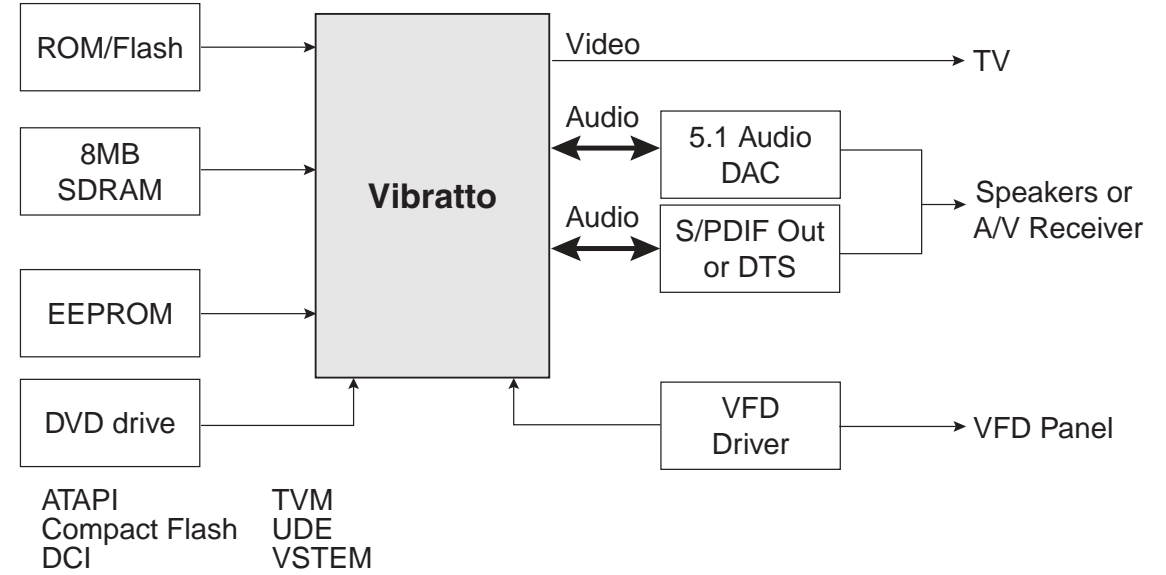 ROM/Flash
8MB
SDRAM
EEPROM
DVD drive
ATAPI
Compact Flash
DCI
TVM
UDE
VSTEM
Vibratto
Video
TV
Audio
5.1 Audio
DAC
Audio
S/PDIF Out
or DTS
Speakers or
A/V Receiver
VFD
Driver
VFD Panel